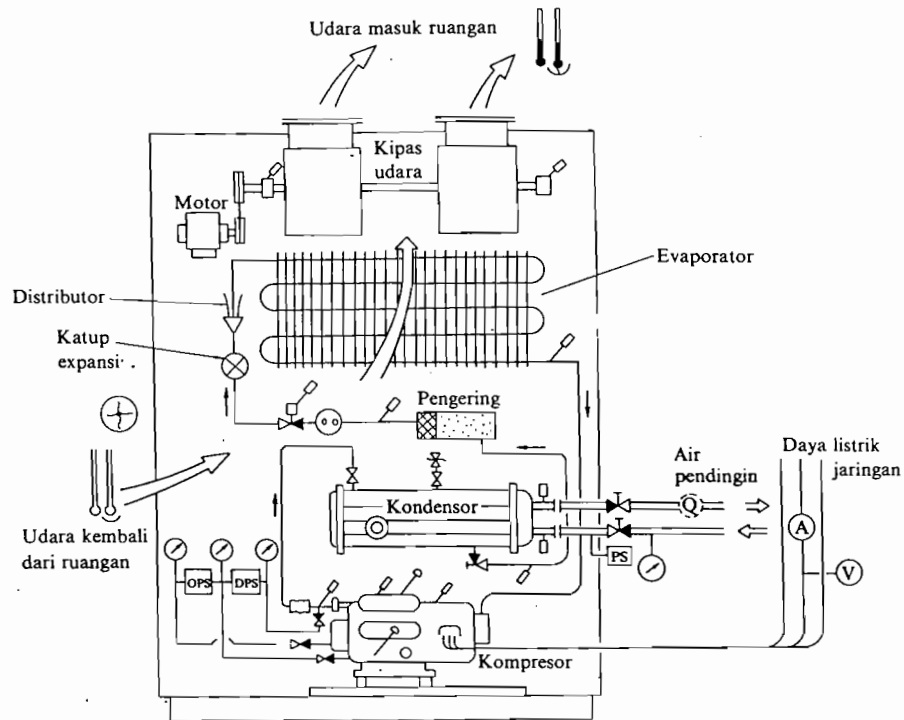 Udara masuk ruangan
Kipas
udara
Motor
Evaporator
Distributor
Katup
expansi
Pengering
Daya listrik
jaringan
Air
pendingin
Kondensor
Q
A
Udara kembali
dari ruangan
PS
V
OPS
DPS
Kompresor